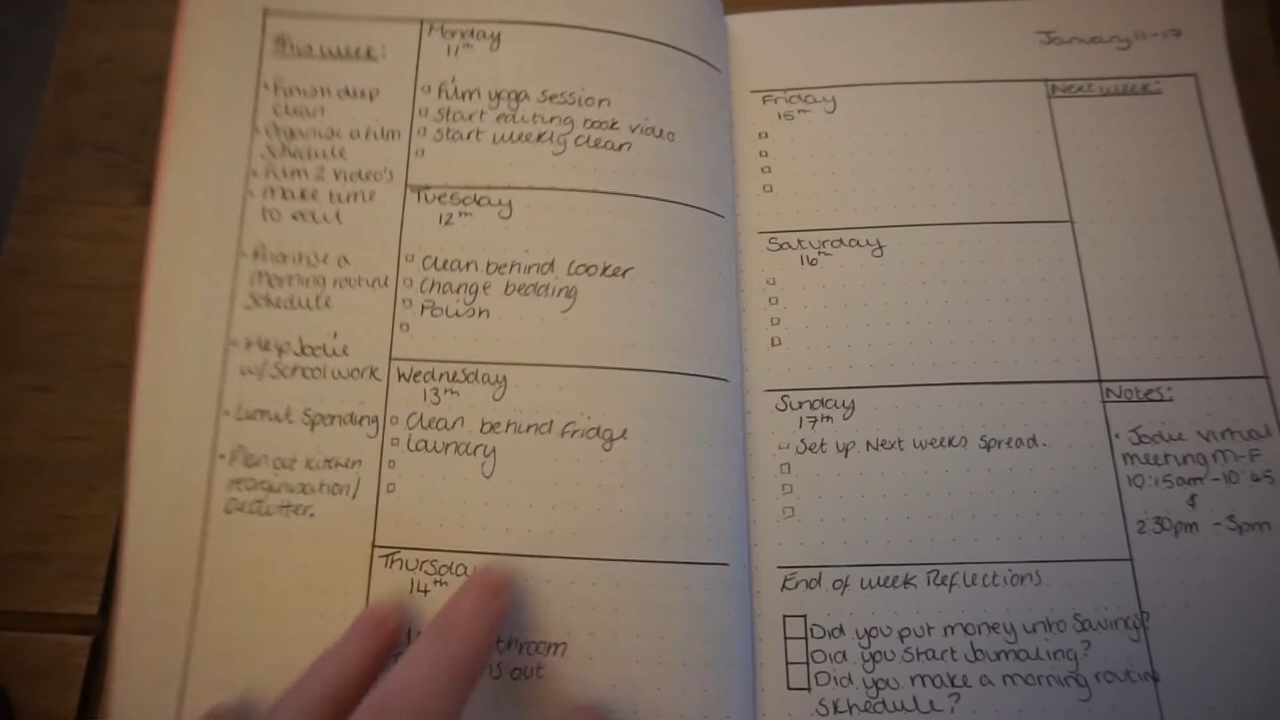 This week:
• Finish deep
clean
• Organise a film
schedule
• Film 2 video's
• make time
to
• Prioritise a
morning routine
schedule
• Help Jodie
w/ School work
• Limit Spending
• Plan out kitchen
reorganisation/
declutter.
Monday
11th
Film yoga session
Start editing book video
Start weekly clean
Tuesday
12th
Clean behind cooker
Change bedding
Polish
Wednesday
13th
Clean behind fridge
Laundry
Thursda
14th
throom
out
January 11-17
Friday
15th
Saturday
16th
Sunday
17th
Set up Next weeks spread.
End of week Reflections
Did you put money into Savings?
Did you start Journaling?
Did you make a morning routin
skhedule?
Next week:
Notes:
• Jodie virtual
meeting M-F
10:15am - 10:45
&
2:30pm - 3pm